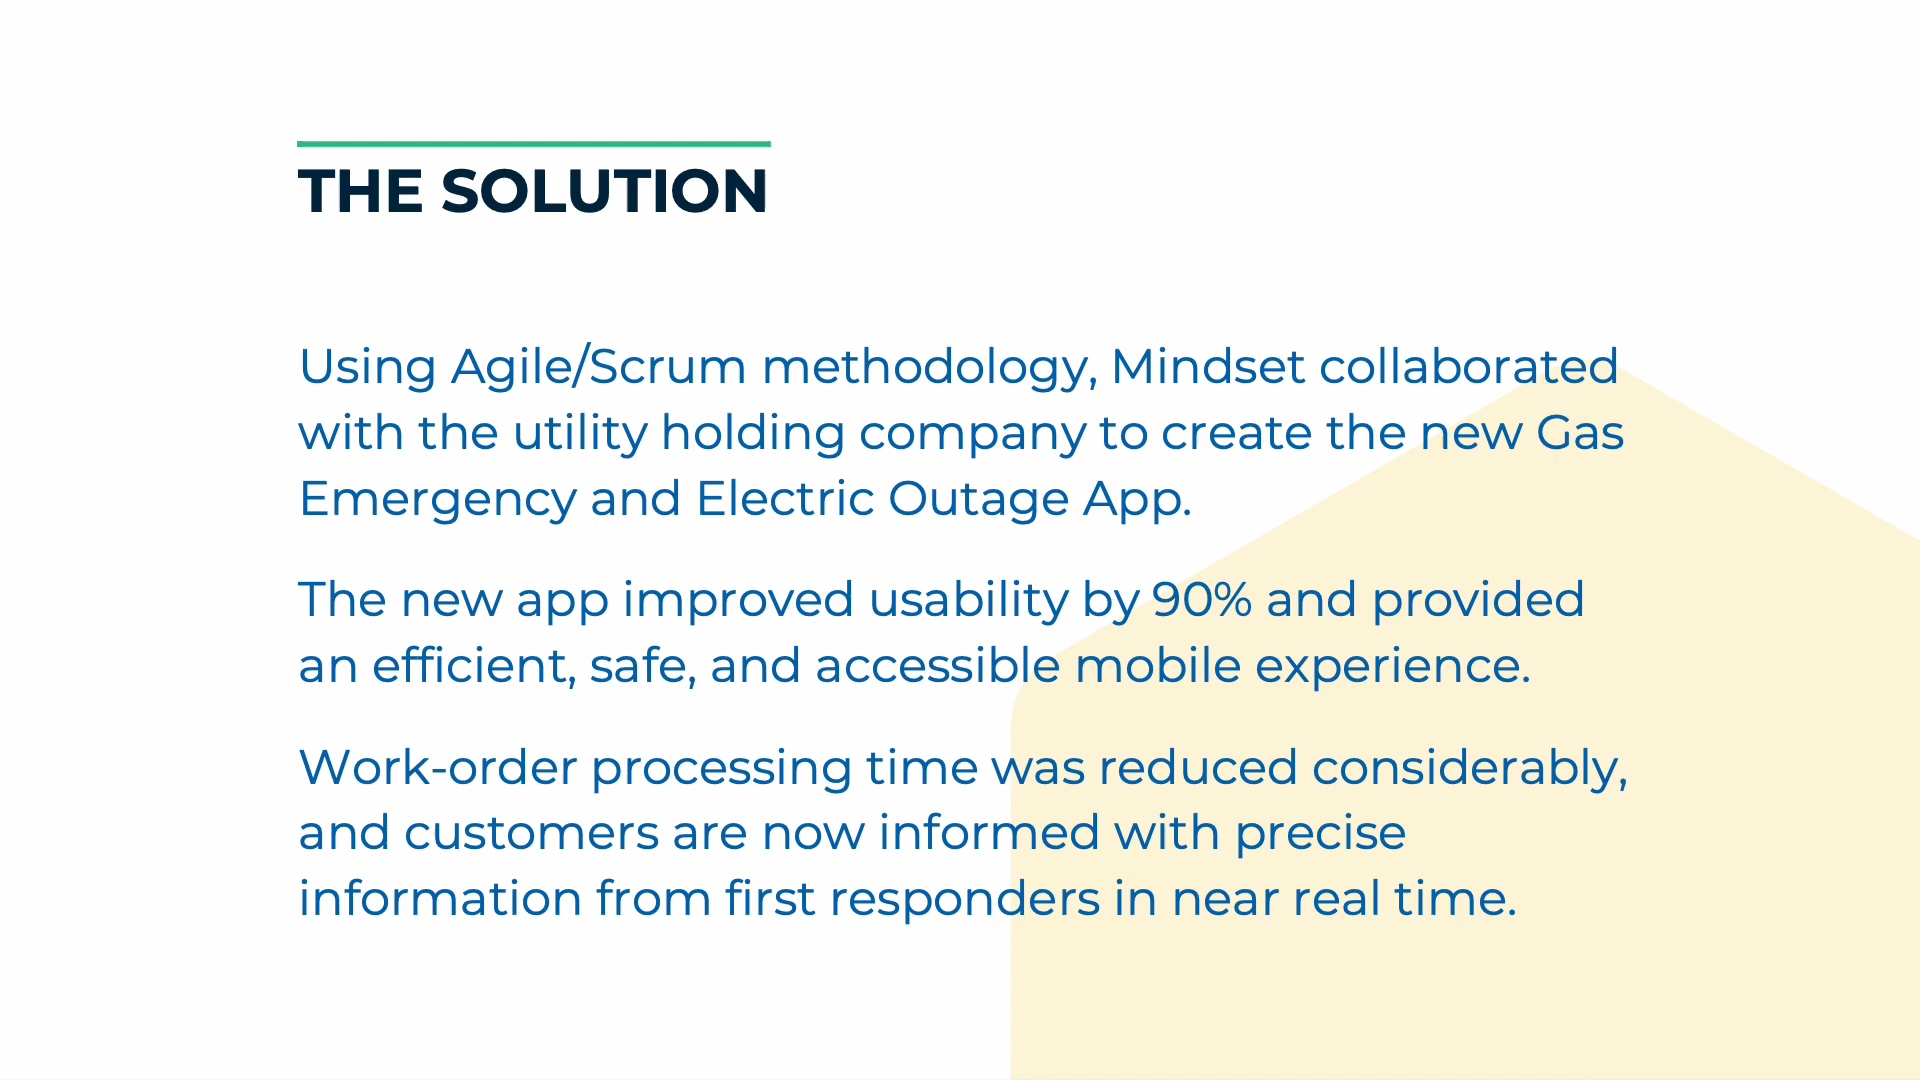 THE SOLUTION
Using Agile/Scrum methodology, Mindset collaborated
with the utility holding company to create the new Gas
Emergency and Electric Outage App.
The new app improved usability by 90% and provided
an efficient, safe, and accessible mobile experience.
Work-order processing time was reduced considerably,
and customers are now informed with precise
information from first responders in near real time.